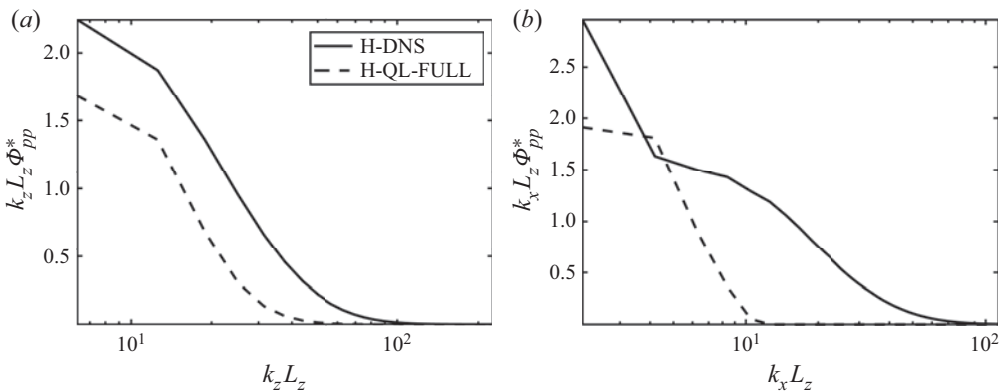 (a)
2.0
1.5
1.0
0.5
k_z L_z Φ*_pp
H-DNS
H-QL-FULL
10^1
10^2
k_z L_z
(b)
2.5
2.0
1.5
1.0
0.5
k_x L_z Φ*_pp
10^1
10^2
k_x L_z